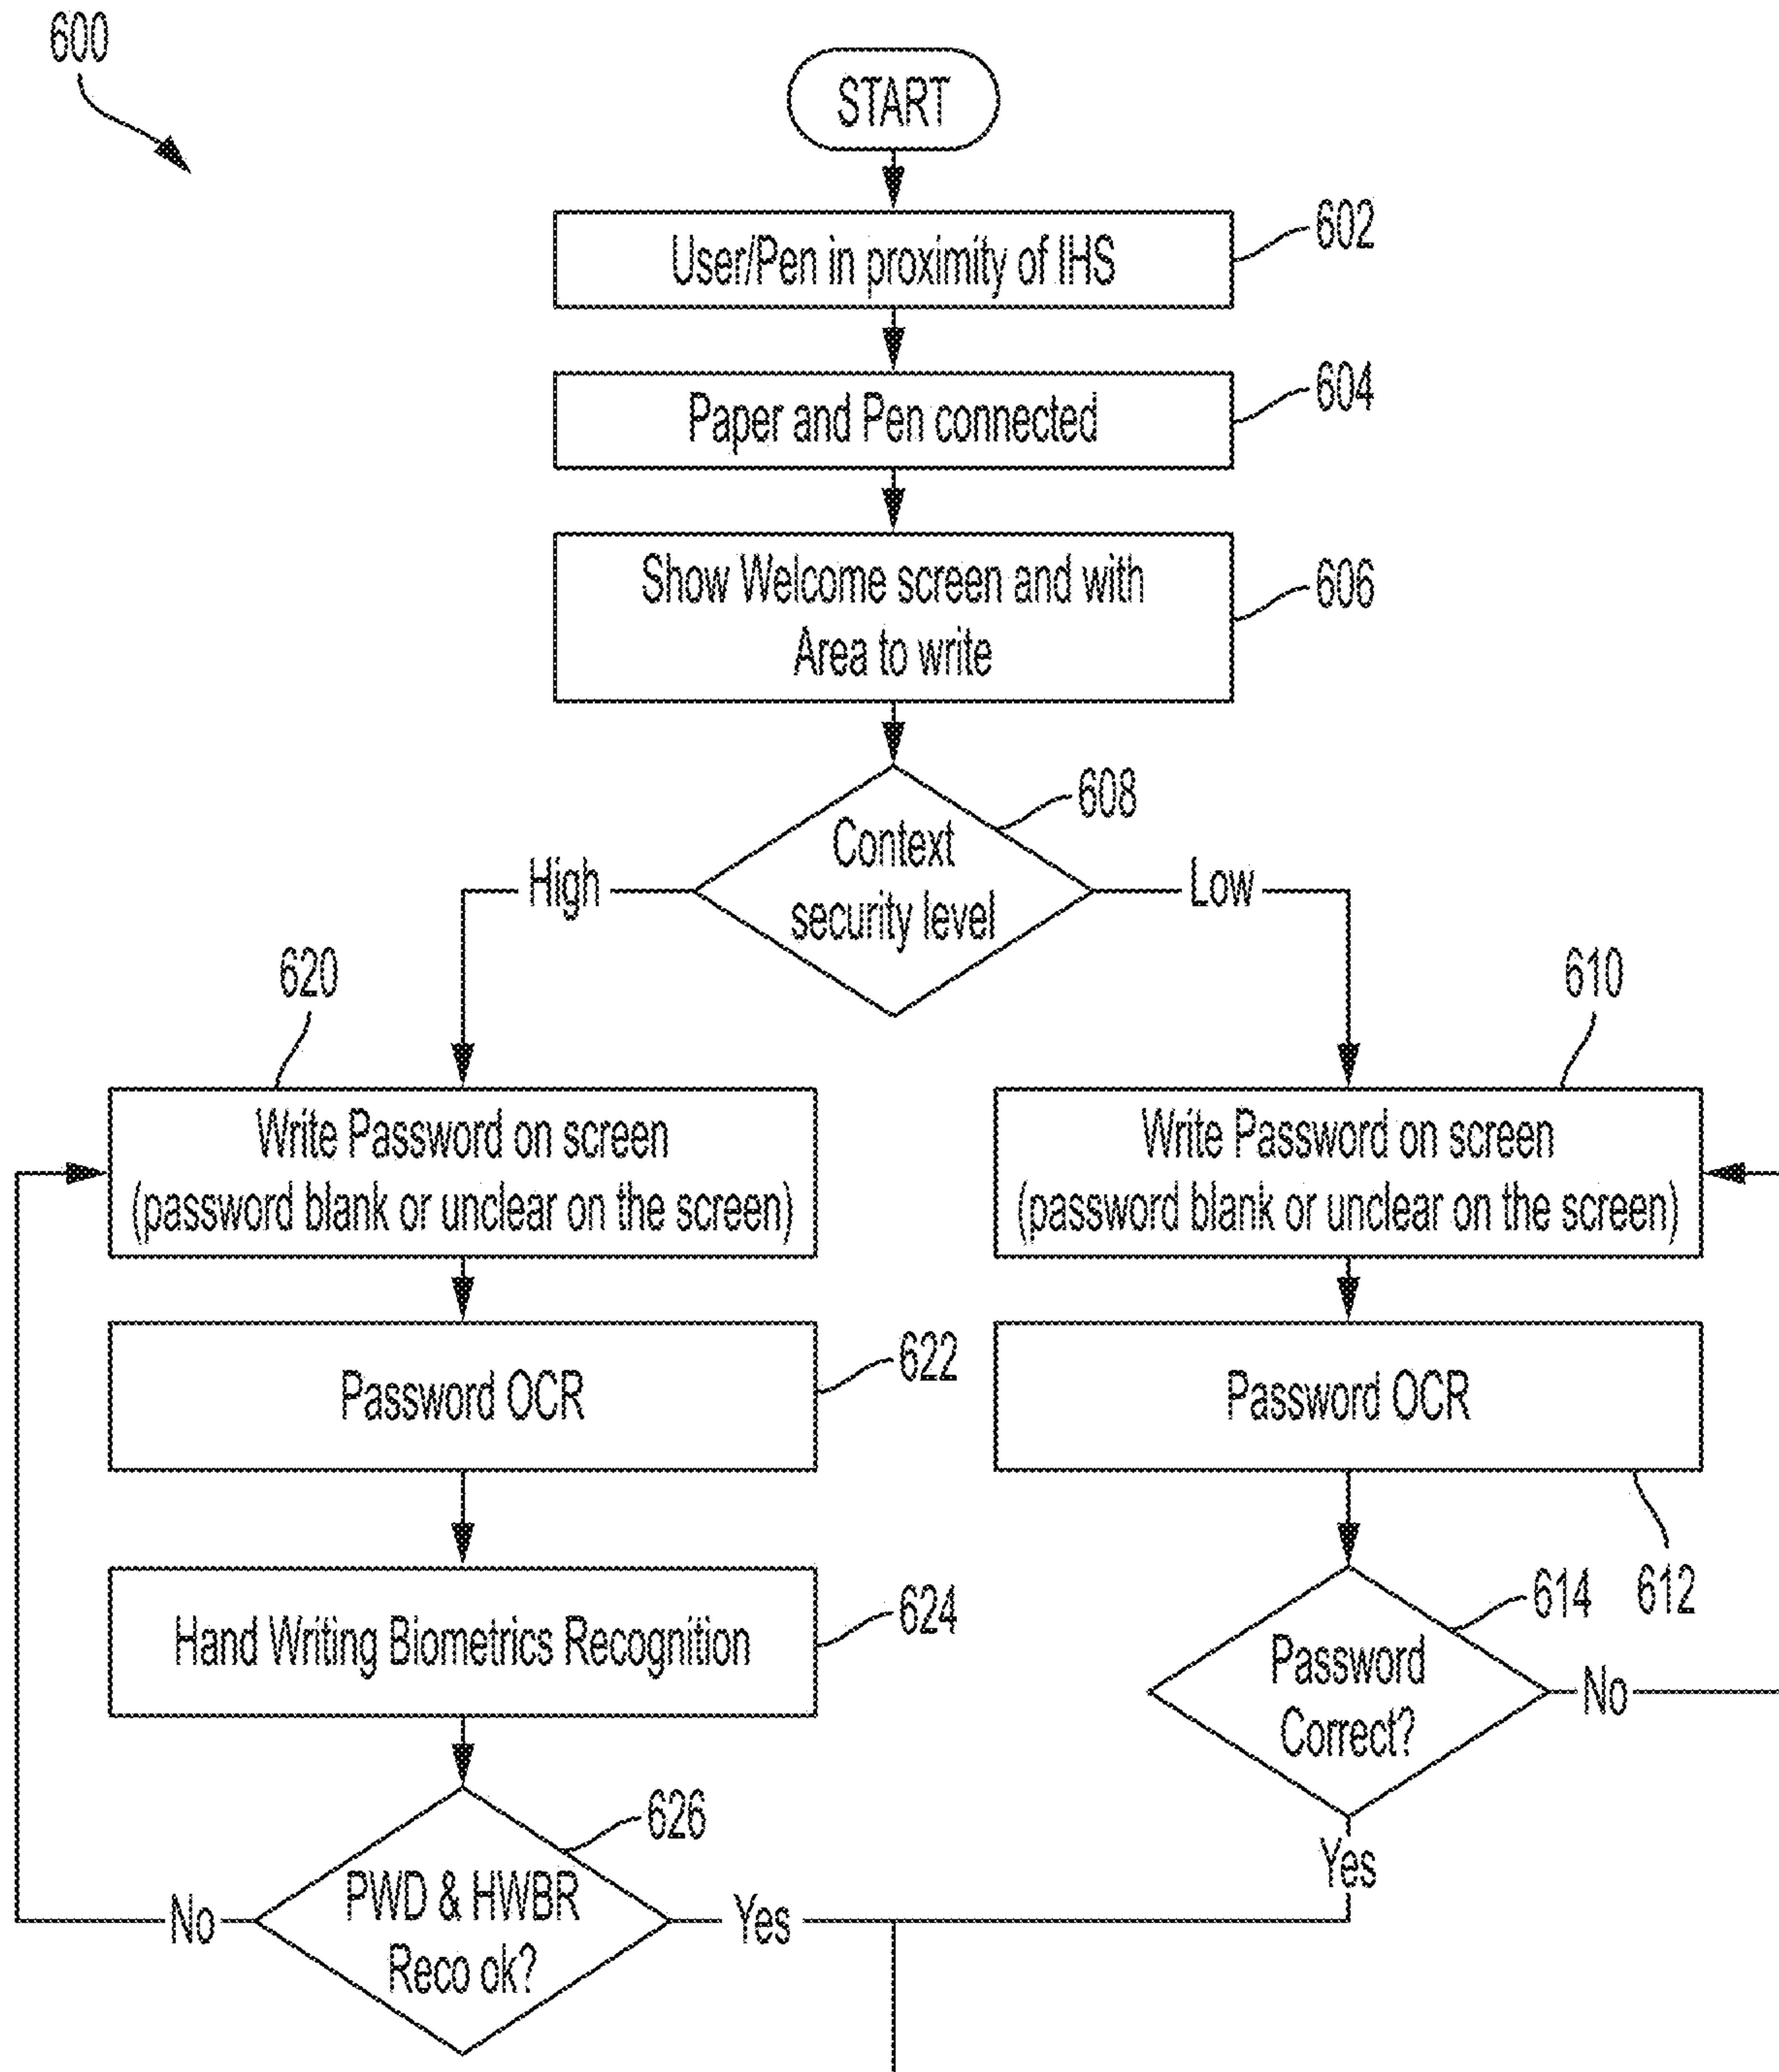 600
START
602
User/Pen in proximity of IHS
604
Paper and Pen connected
606
Show Welcome screen and with
Area to write
608
Context
security level
High
Low
620
610
Write Password on screen
(password blank or unclear on the screen)
Write Password on screen
(password blank or unclear on the screen)
622
Password OCR
Password OCR
612
624
Hand Writing Biometrics Recognition
614
Password
Correct?
No
Yes
626
PWD & HWBR
Reco ok?
No
Yes